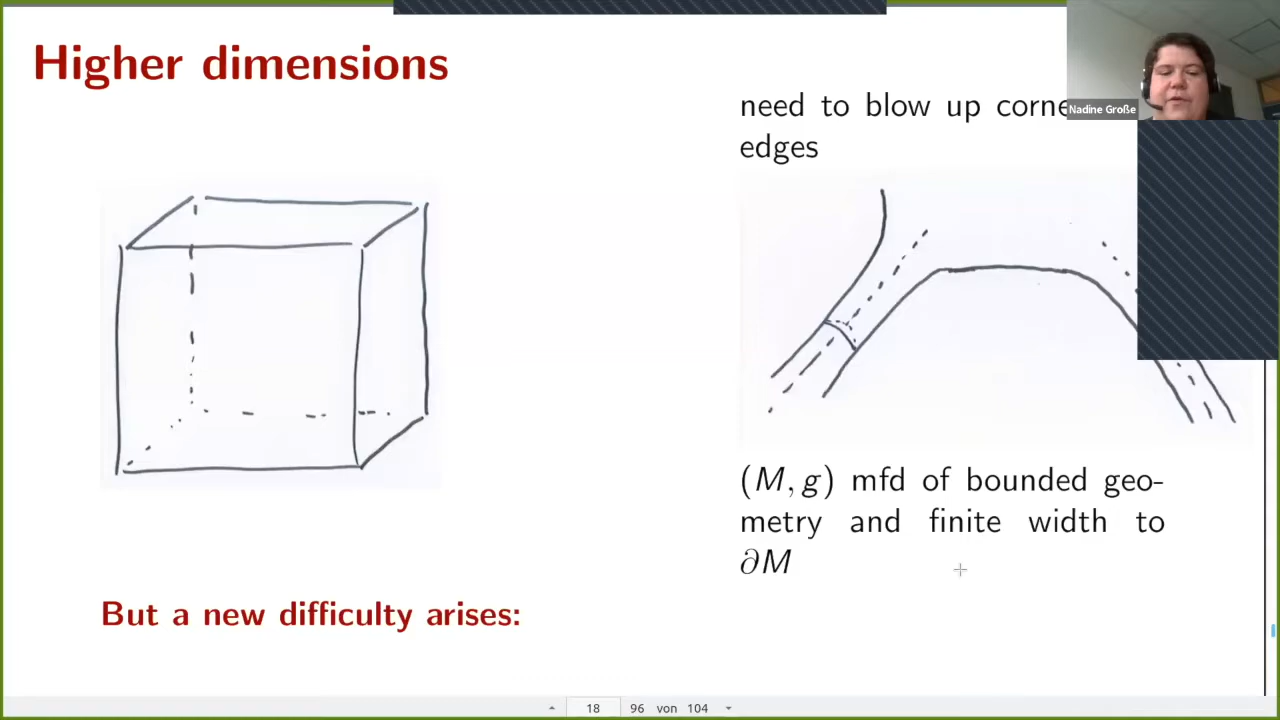 Higher dimensions
need to blow up
edges
Nadine Große
(M, g) mfd of bounded geo-
metry and finite width to
∂M
But a new difficulty arises:
18 96 von 104